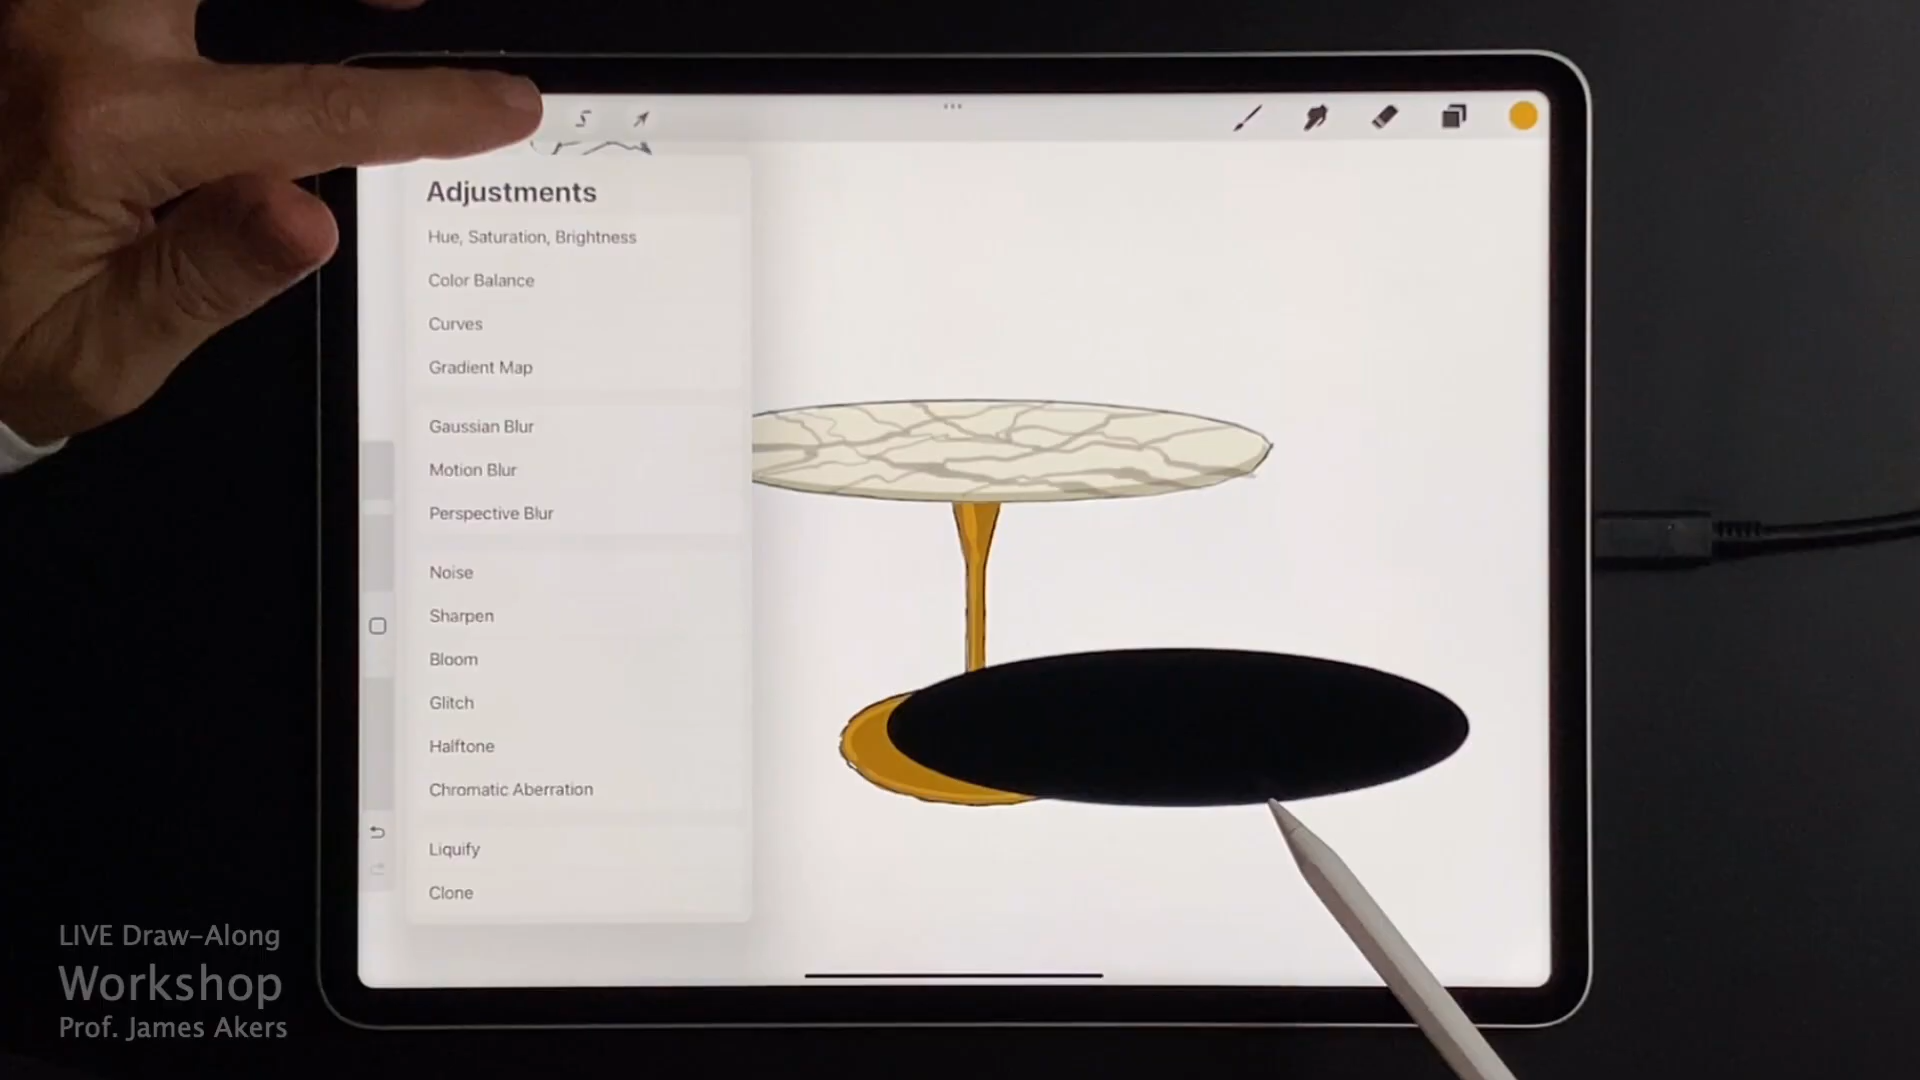 Adjustments
Hue, Saturation, Brightness
Color Balance
Curves
Gradient Map
Gaussian Blur
Motion Blur
Perspective Blur
Noise
Sharpen
Bloom
Glitch
Halftone
Chromatic Aberration
Liquify
Clone
LIVE Draw-Along
Workshop
Prof. James Akers